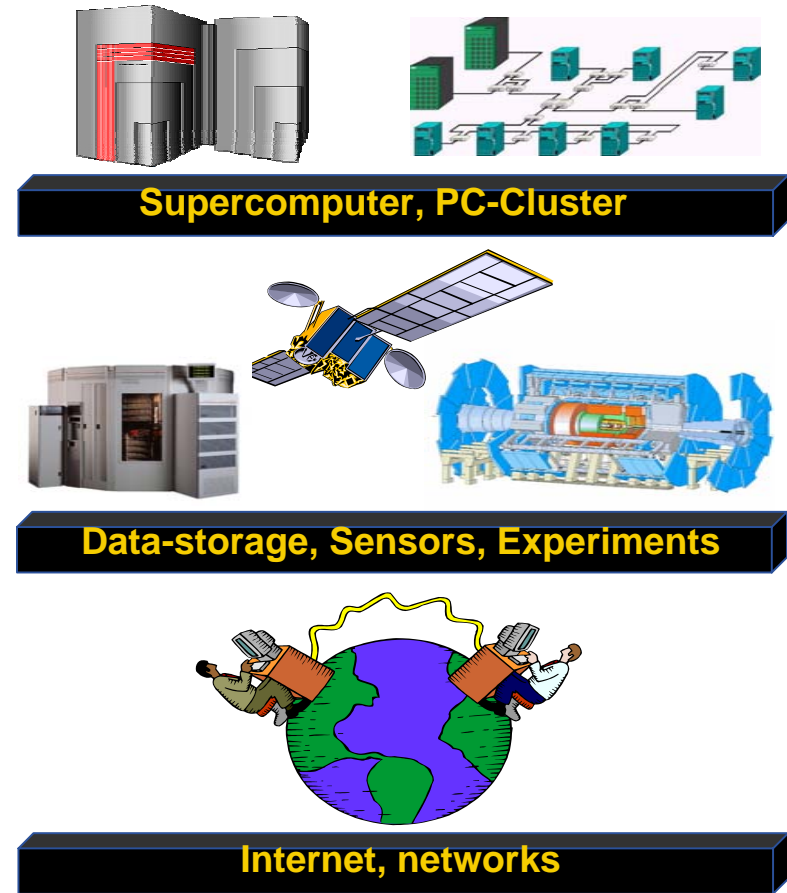 Supercomputer, PC-Cluster
Data-storage, Sensors, Experiments
Internet, networks